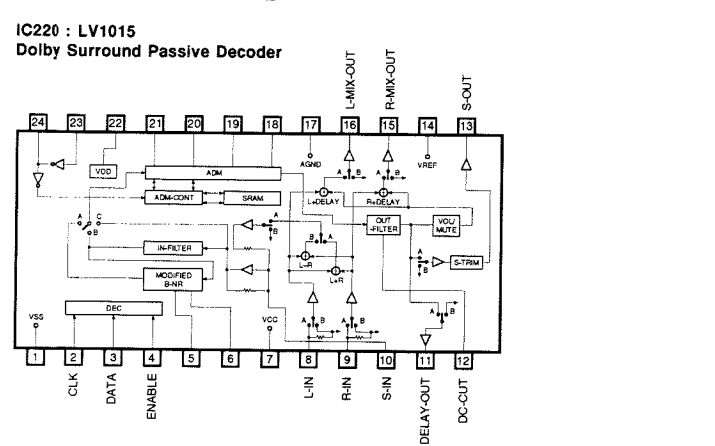 IC220 : LV1015
Dolby Surround Passive Decoder
L-MIX-OUT
R-MIX-OUT
S-OUT
24 23 22 21 20 19 18 17 16 15 14 13
VDD
ADM
AGND
A B
A B
VREF
ADM-CONT
SRAM
L+DELAY
R+DELAY
A C
B
A
B
A B
OUT
-FILTER
VOL/
MUTE
IN-FILTER
L-R
L+R
A
B
S-TRIM
MODIFIED
B-NR
DEC
VSS
VCC
A B
A B
A B
1 2 3 4 5 6 7 8 9 10 11 12
CLK
DATA
ENABLE
L-IN
R-IN
S-IN
DELAY-OUT
DC-CUT